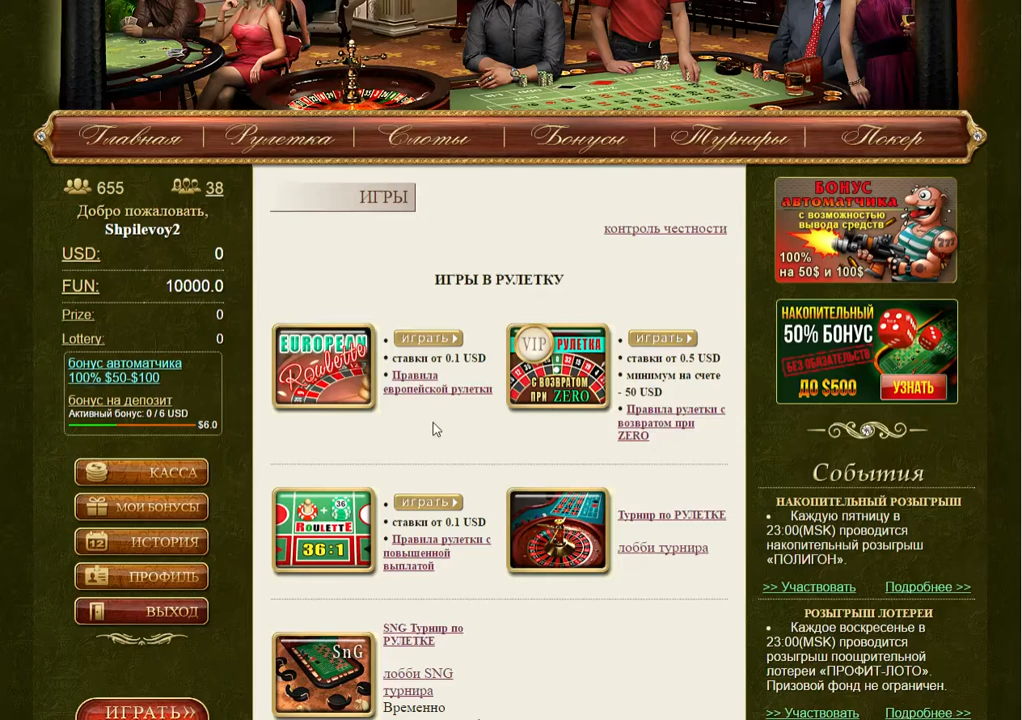 Главная
Рулетка
Слоты
Бонусы
Турниры
Покер
655
38
Добро пожаловать,
Shpilevoy2
USD: 0
FUN: 10000.0
Prize: 0
Lottery: 0
бонус автоматчика
100% $50-$100
бонус на депозит
Активный бонус: 0 / 6 USD
$6.0
КАССА
МОИ БОНУСЫ
12 ИСТОРИЯ
ПРОФИЛЬ
ВЫХОД
ИГРАТЬ»
ИГРЫ
контроль честности
ИГРЫ В РУЛЕТКУ
EUROPEAN
Roulette
• играть
• ставки от 0.1 USD
• Правила
европейской рулетки
VIP РУЛЕТКА
С ВОЗВРАТОМ
ПРИ ZERO
• играть
• ставки от 0.5 USD
• минимум на счете
- 50 USD
• Правила рулетки с
возвратом при
ZERO
36
ROULETTE
36:1
• играть
• ставки от 0.1 USD
• Правила рулетки с
повышенной
выплатой
Турнир по РУЛЕТКЕ
лобби турнира
SnG
SNG Турнир по
РУЛЕТКЕ
лобби SNG
турнира
Временно
БОНУС
АВТОМАТЧИКА
С ВОЗМОЖНОСТЬЮ
ВЫВОДА СРЕДСТВ
777
100%
на 50$ и 100$
НАКОПИТЕЛЬНЫЙ
50% БОНУС
БЕЗ ОБЯЗАТЕЛЬСТВ
ДО $500
УЗНАТЬ
События
НАКОПИТЕЛЬНЫЙ РОЗЫГРЫШ
• Каждую пятницу в
23:00(MSK) проводится
накопительный розыгрыш
«ПОЛИГОН».
>> Участвовать Подробнее >>
РОЗЫГРЫШ ЛОТЕРЕИ
• Каждое воскресенье в
23:00(MSK) проводится
розыгрыш поощрительной
лотереи «ПРОФИТ-ЛОТО».
Призовой фонд не ограничен.
>> Участвовать Подробнее >>